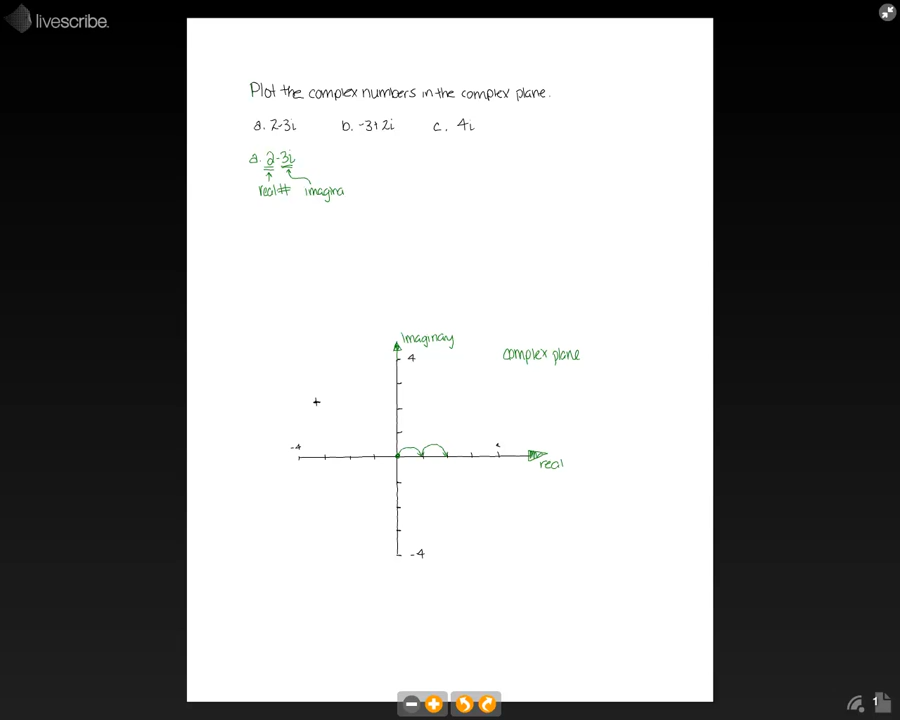 livescribe.
Plot the complex numbers in the complex plane.
a. 2-3i b. -3+2i c. 4i
a. 2-3i
real# imagina
Imaginary
4
complex plane
-4
real
-4
1